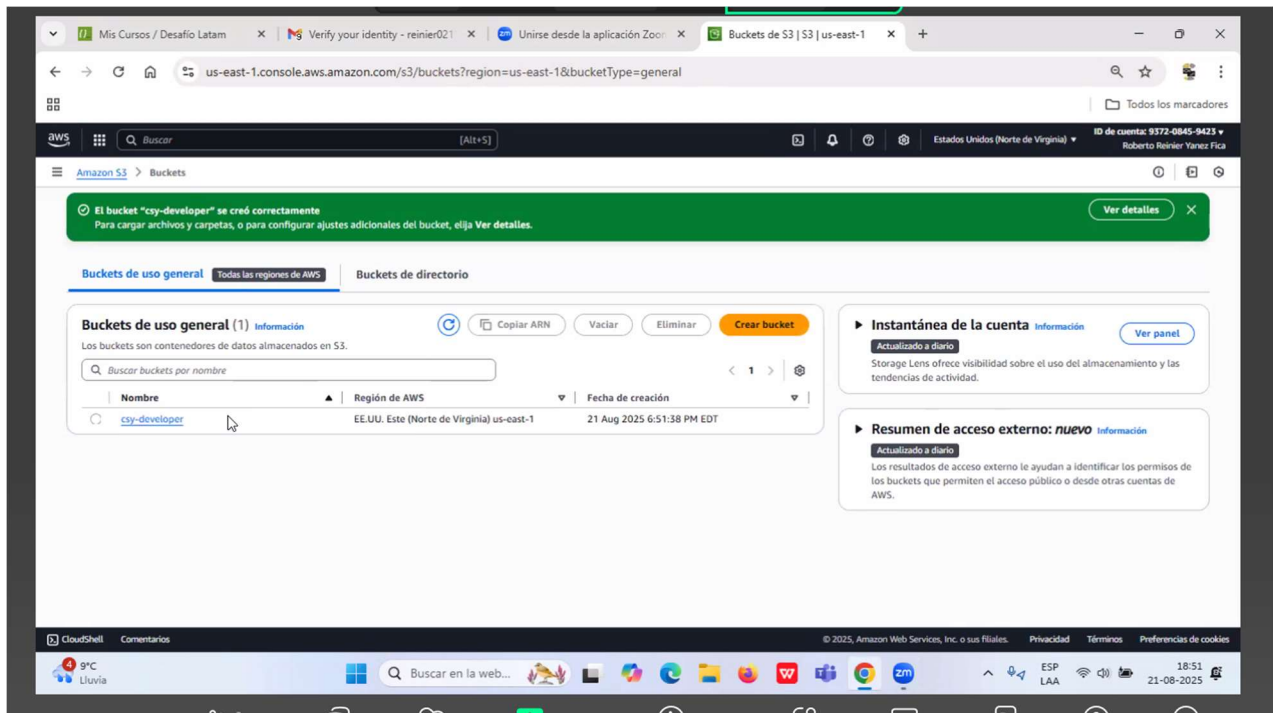 Mis Cursos / Desafío Latam
Verify your identity - reinier021
Unirse desde la aplicación Zoom
Buckets de S3 | S3 | us-east-1
us-east-1.console.aws.amazon.com/s3/buckets?region=us-east-1&bucketType=general
Todos los marcadores
aws
Buscar
[Alt+S]
Estados Unidos (Norte de Virginia)
ID de cuenta: 9372-0845-9423
Roberto Reinier Yanez Fica
Amazon S3 > Buckets
El bucket "csy-developer" se creó correctamente
Para cargar archivos y carpetas, o para configurar ajustes adicionales del bucket, elija Ver detalles.
Ver detalles
Buckets de uso general Todas las regiones de AWS
Buckets de directorio
Buckets de uso general (1) Información
Copiar ARN
Vaciar
Eliminar
Crear bucket
Los buckets son contenedores de datos almacenados en S3.
Buscar buckets por nombre
1
Nombre
Región de AWS
Fecha de creación
csy-developer
EE.UU. Este (Norte de Virginia) us-east-1
21 Aug 2025 6:51:38 PM EDT
Instantánea de la cuenta Información
Ver panel
Actualizado a diario
Storage Lens ofrece visibilidad sobre el uso del almacenamiento y las
tendencias de actividad.
Resumen de acceso externo: nuevo Información
Actualizado a diario
Los resultados de acceso externo le ayudan a identificar los permisos de
los buckets que permiten el acceso público o desde otras cuentas de
AWS.
CloudShell
Comentarios
© 2025, Amazon Web Services, Inc. o sus filiales.
Privacidad
Términos
Preferencias de cookies
4
9°C
Lluvia
Buscar en la web...
W
zm
ESP
LAA
18:51
21-08-2025